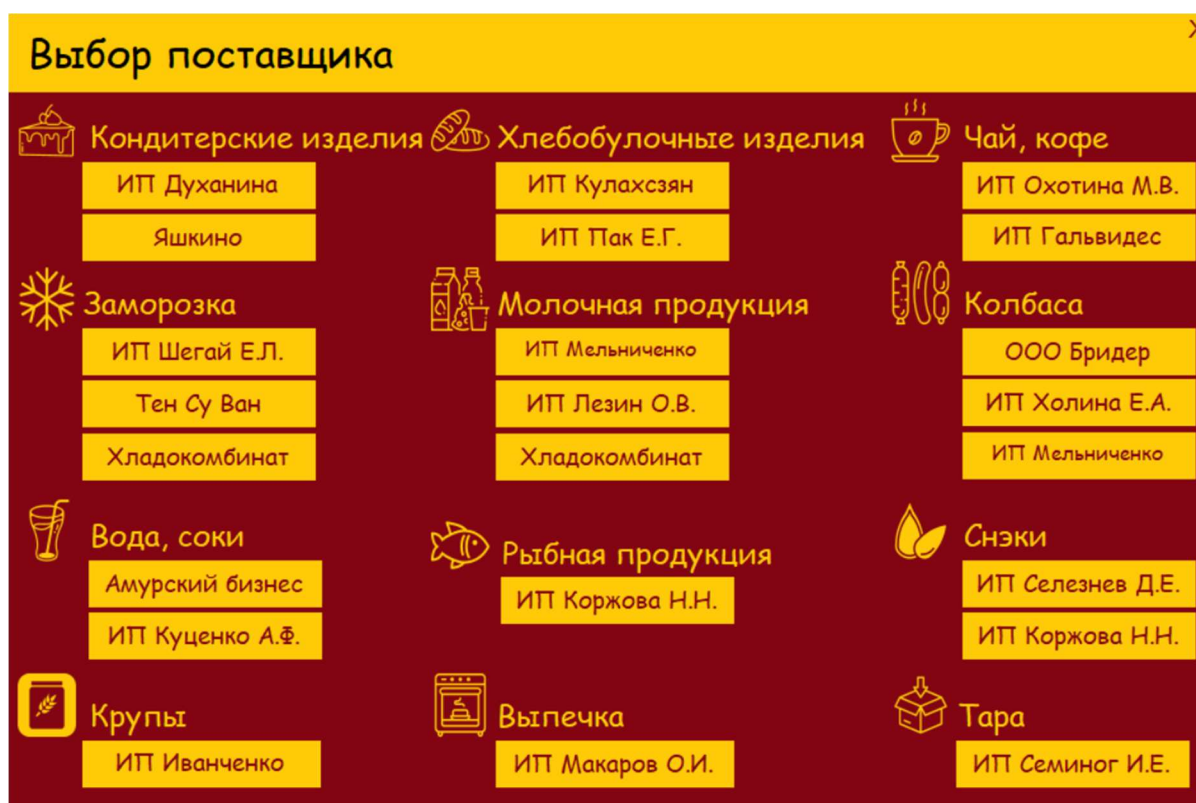 Выбор поставщика
X
Кондитерские изделия
ИП Духанина
Яшкино
Хлебобулочные изделия
ИП Кулахсзян
ИП Пак Е.Г.
Чай, кофе
ИП Охотина М.В.
ИП Гальвидес
Заморозка
ИП Шегай Е.Л.
Тен Су Ван
Хладокомбинат
Молочная продукция
ИП Мельниченко
ИП Лезин О.В.
Хладокомбинат
Колбаса
ООО Бридер
ИП Холина Е.А.
ИП Мельниченко
Вода, соки
Амурский бизнес
ИП Куценко А.Ф.
Рыбная продукция
ИП Коржова Н.Н.
Снэки
ИП Селезнев Д.Е.
ИП Коржова Н.Н.
Крупы
ИП Иванченко
Выпечка
ИП Макаров О.И.
Тара
ИП Семиног И.Е.